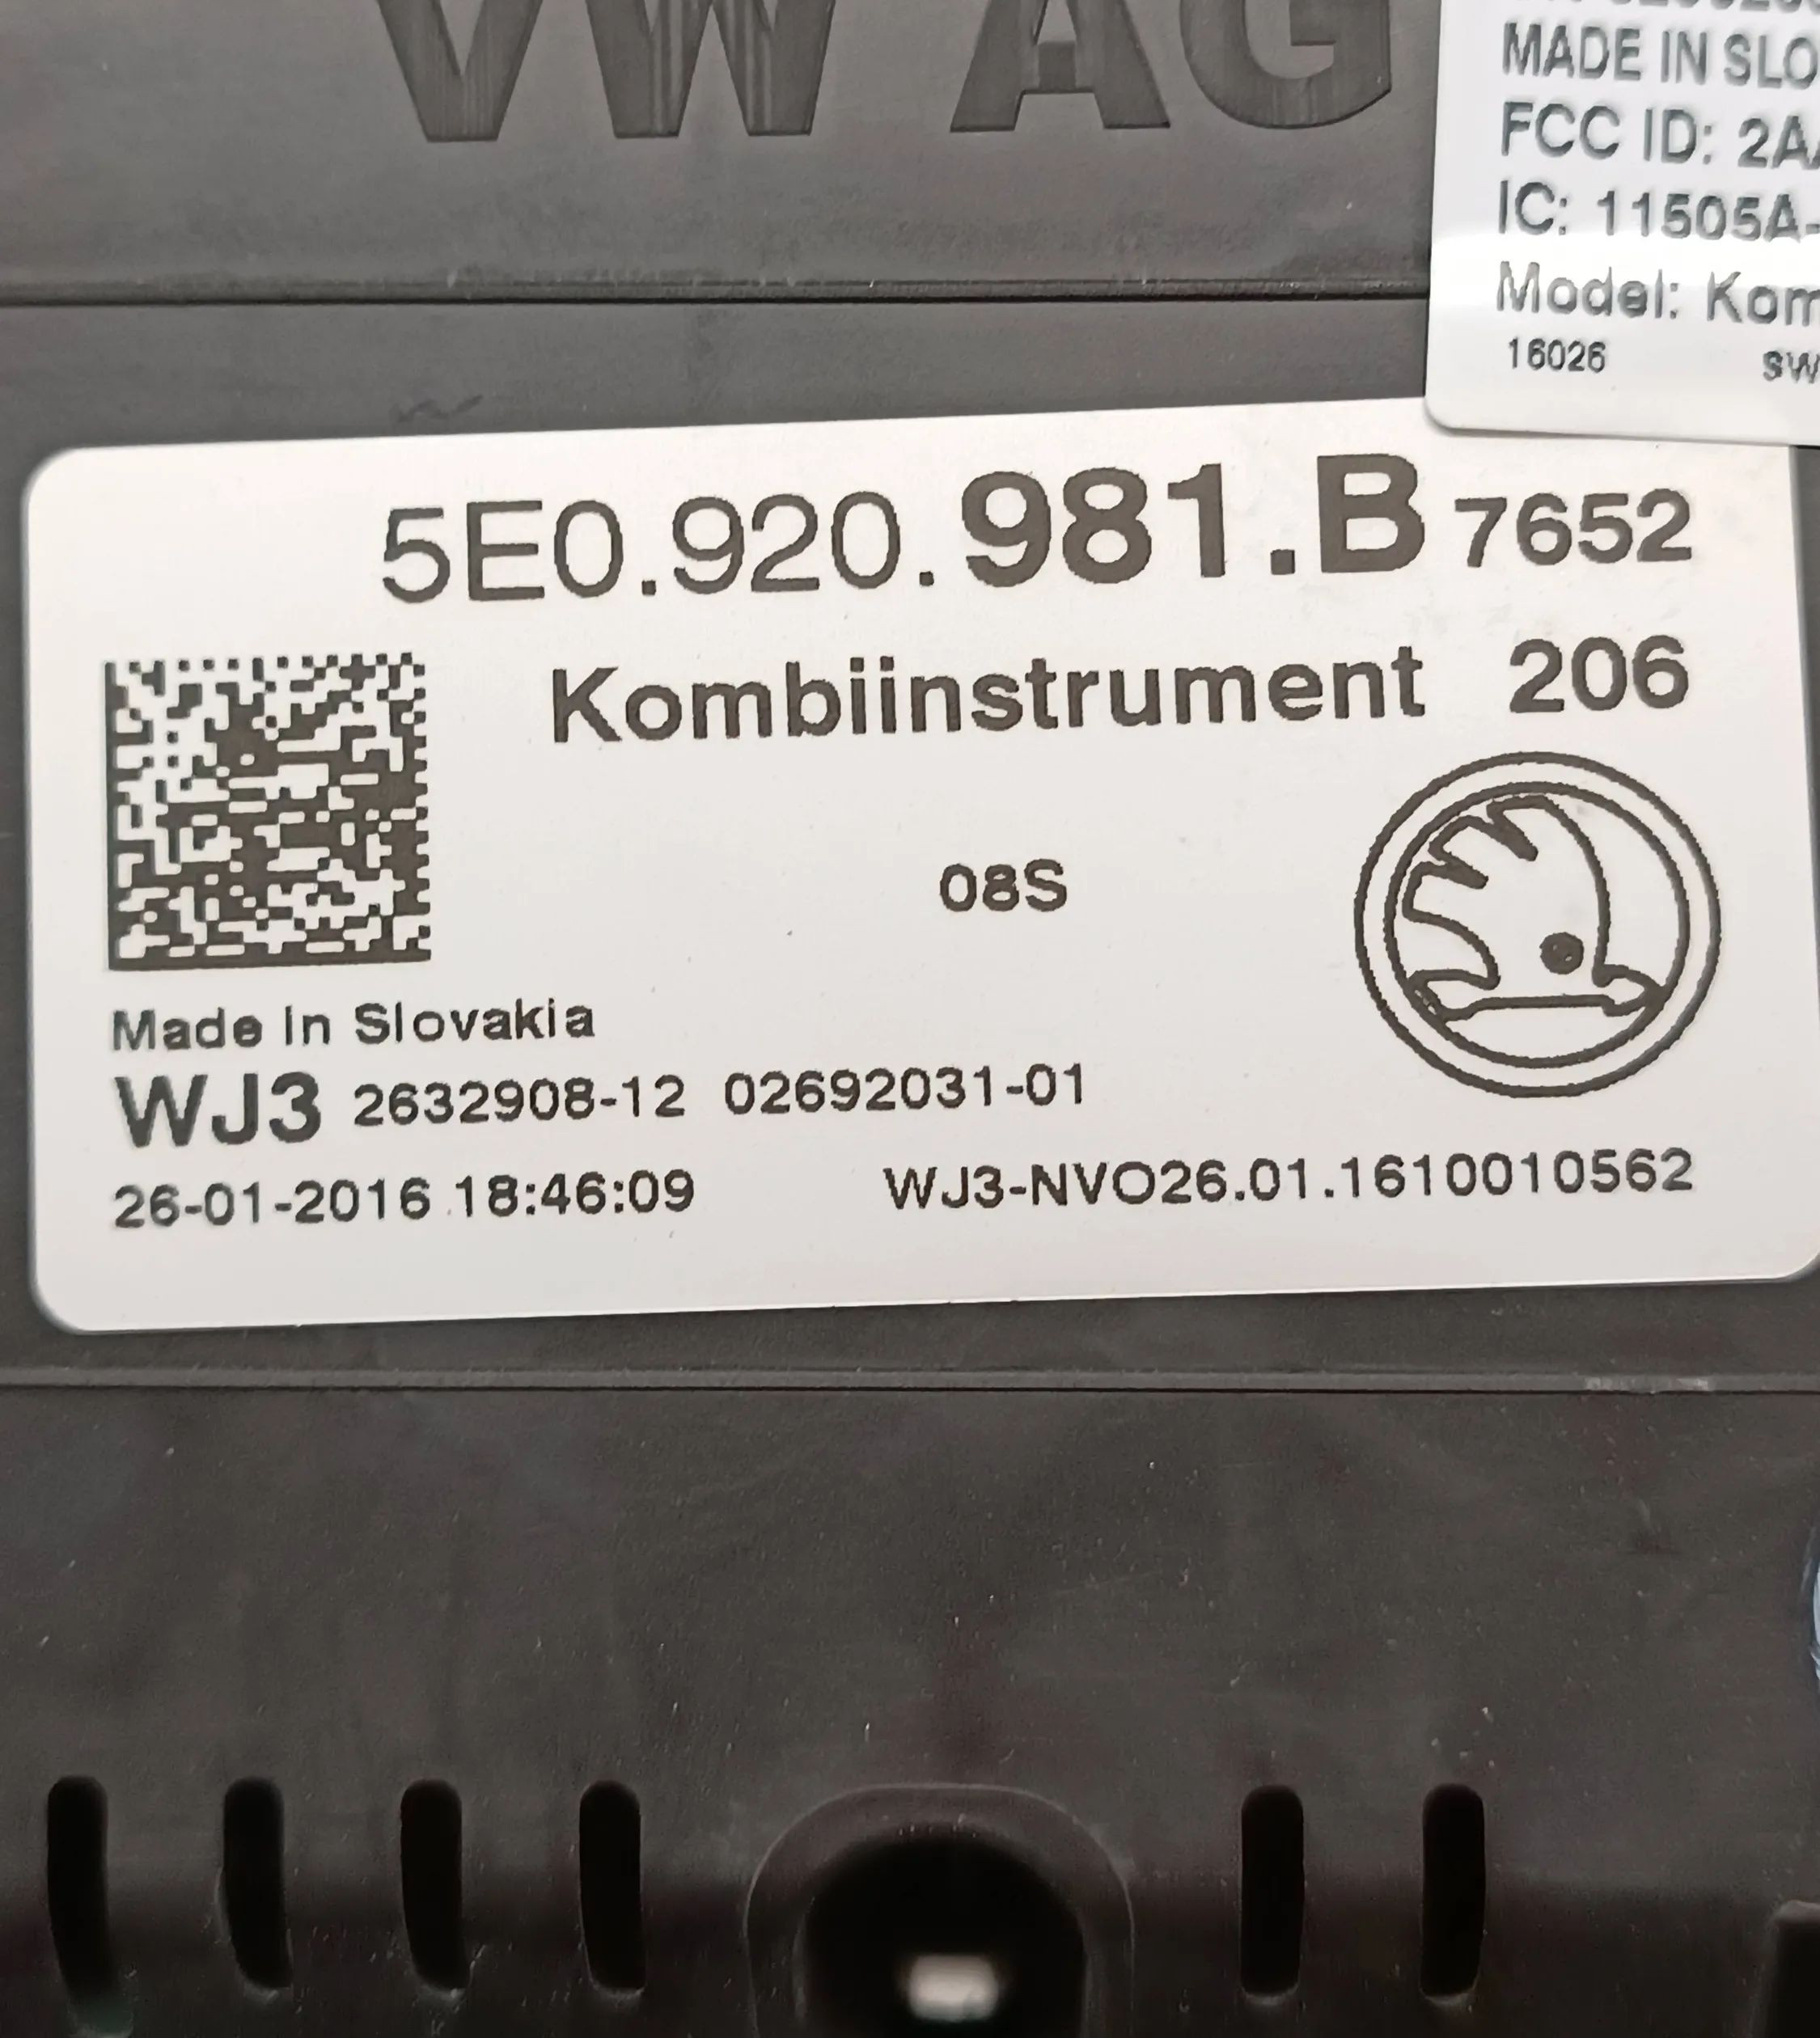 VW AG
MADE IN SLO
FCC ID: 2A
IC: 11505A-
Model: Kom
16026 SW
5E0.920.981.B 7652
Kombiinstrument 206
08S
Made in Slovakia
WJ3 2632908-12 02692031-01
26-01-2016 18:46:09 WJ3-NVO26.01.1610010562